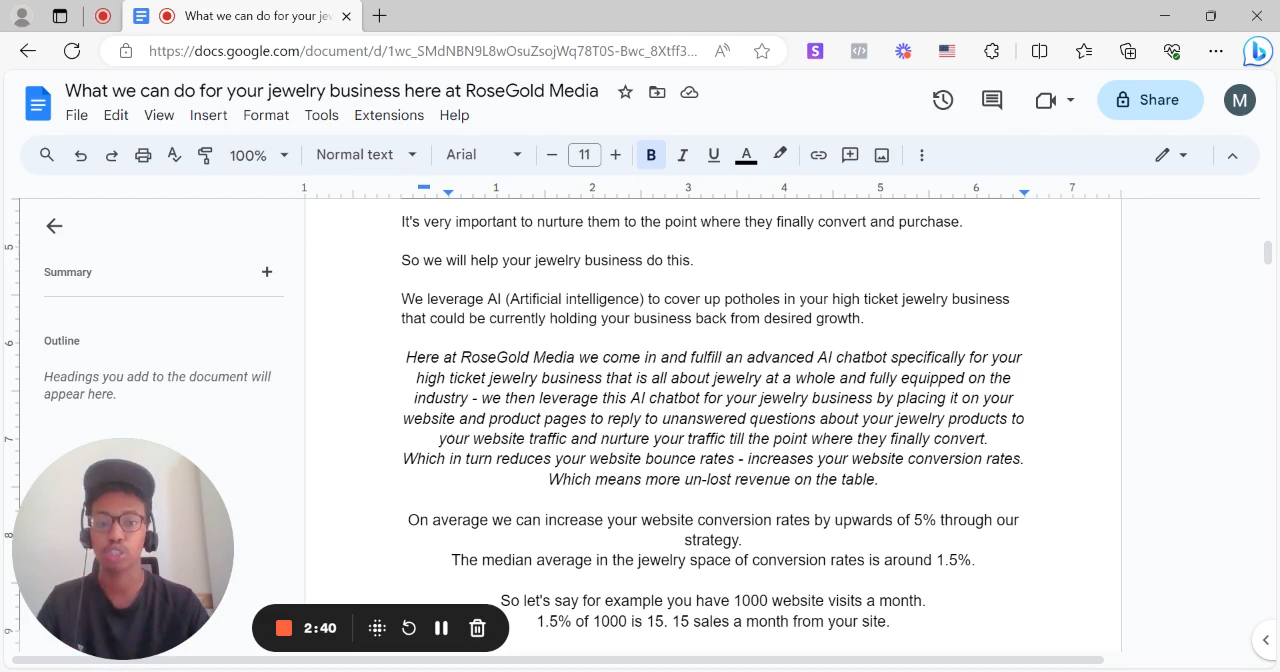 What we can do for your jew
https://docs.google.com/document/d/1wc_SMdNBN9L8wOsuZsojWq78T0S-Bwc_8Xtff3...
What we can do for your jewelry business here at RoseGold Media
File Edit View Insert Format Tools Extensions Help
Share
M
100% Normal text Arial 11 B I U A
1 1 2 3 4 5 6 7
Summary
Outline
Headings you add to the document will
appear here.
5
6
7
8
9
It's very important to nurture them to the point where they finally convert and purchase.
So we will help your jewelry business do this.
We leverage AI (Artificial intelligence) to cover up potholes in your high ticket jewelry business
that could be currently holding your business back from desired growth.
Here at RoseGold Media we come in and fulfill an advanced AI chatbot specifically for your
high ticket jewelry business that is all about jewelry at a whole and fully equipped on the
industry - we then leverage this AI chatbot for your jewelry business by placing it on your
website and product pages to reply to unanswered questions about your jewelry products to
your website traffic and nurture your traffic till the point where they finally convert.
Which in turn reduces your website bounce rates - increases your website conversion rates.
Which means more un-lost revenue on the table.
On average we can increase your website conversion rates by upwards of 5% through our
strategy.
The median average in the jewelry space of conversion rates is around 1.5%.
So let's say for example you have 1000 website visits a month.
1.5% of 1000 is 15. 15 sales a month from your site.
2:40